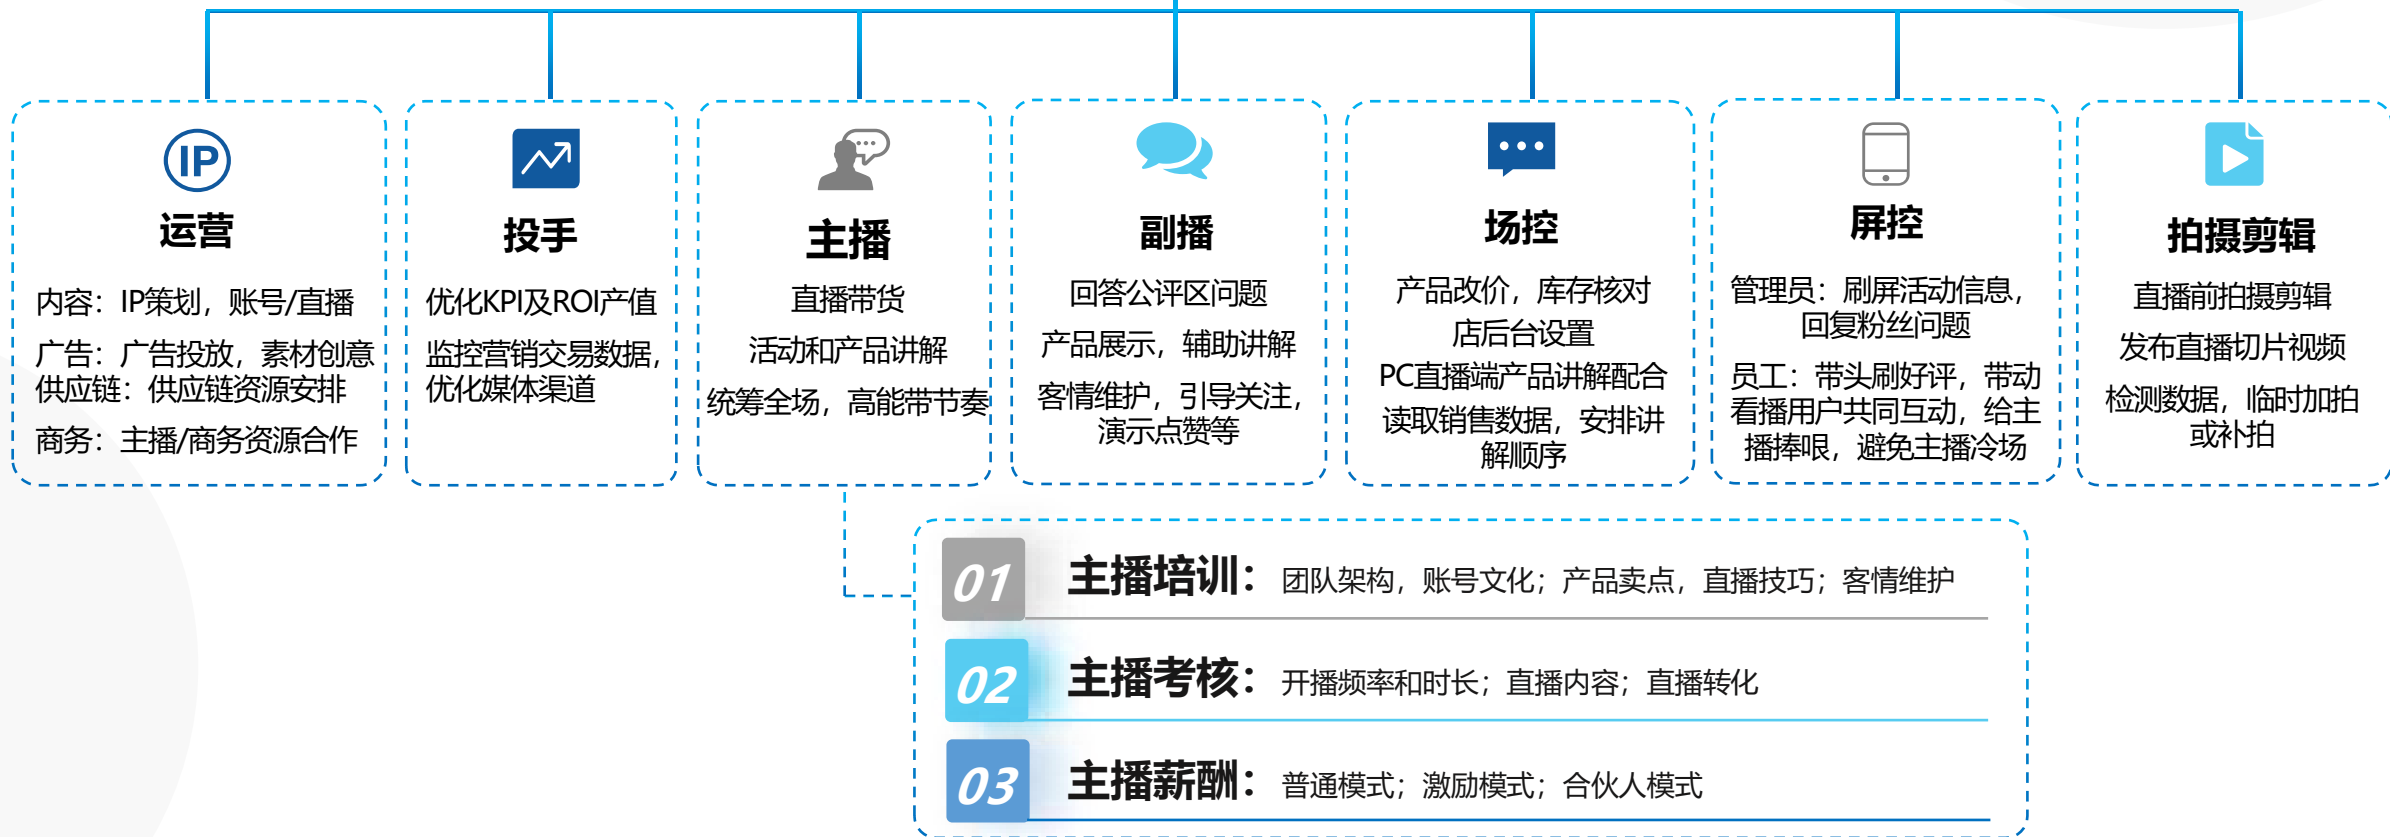 IP
运营
内容：IP策划，账号/直播
广告：广告投放，素材创意
供应链：供应链资源安排
商务：主播/商务资源合作
投手
优化KPI及ROI产值
监控营销交易数据，
优化媒体渠道
主播
直播带货
活动和产品讲解
统筹全场，高能带节奏
副播
回答公评区问题
产品展示，辅助讲解
客情维护，引导关注，
演示点赞等
场控
产品改价，库存核对
店后台设置
PC直播端产品讲解配合
读取销售数据，安排讲
解顺序
屏控
管理员：刷屏活动信息，
回复粉丝问题
员工：带头刷好评，带动
看播用户共同互动，给主
播捧哏，避免主播冷场
拍摄剪辑
直播前拍摄剪辑
发布直播切片视频
检测数据，临时加拍
或补拍
01 主播培训：团队架构，账号文化；产品卖点，直播技巧；客情维护
02 主播考核：开播频率和时长；直播内容；直播转化
03 主播薪酬：普通模式；激励模式；合伙人模式